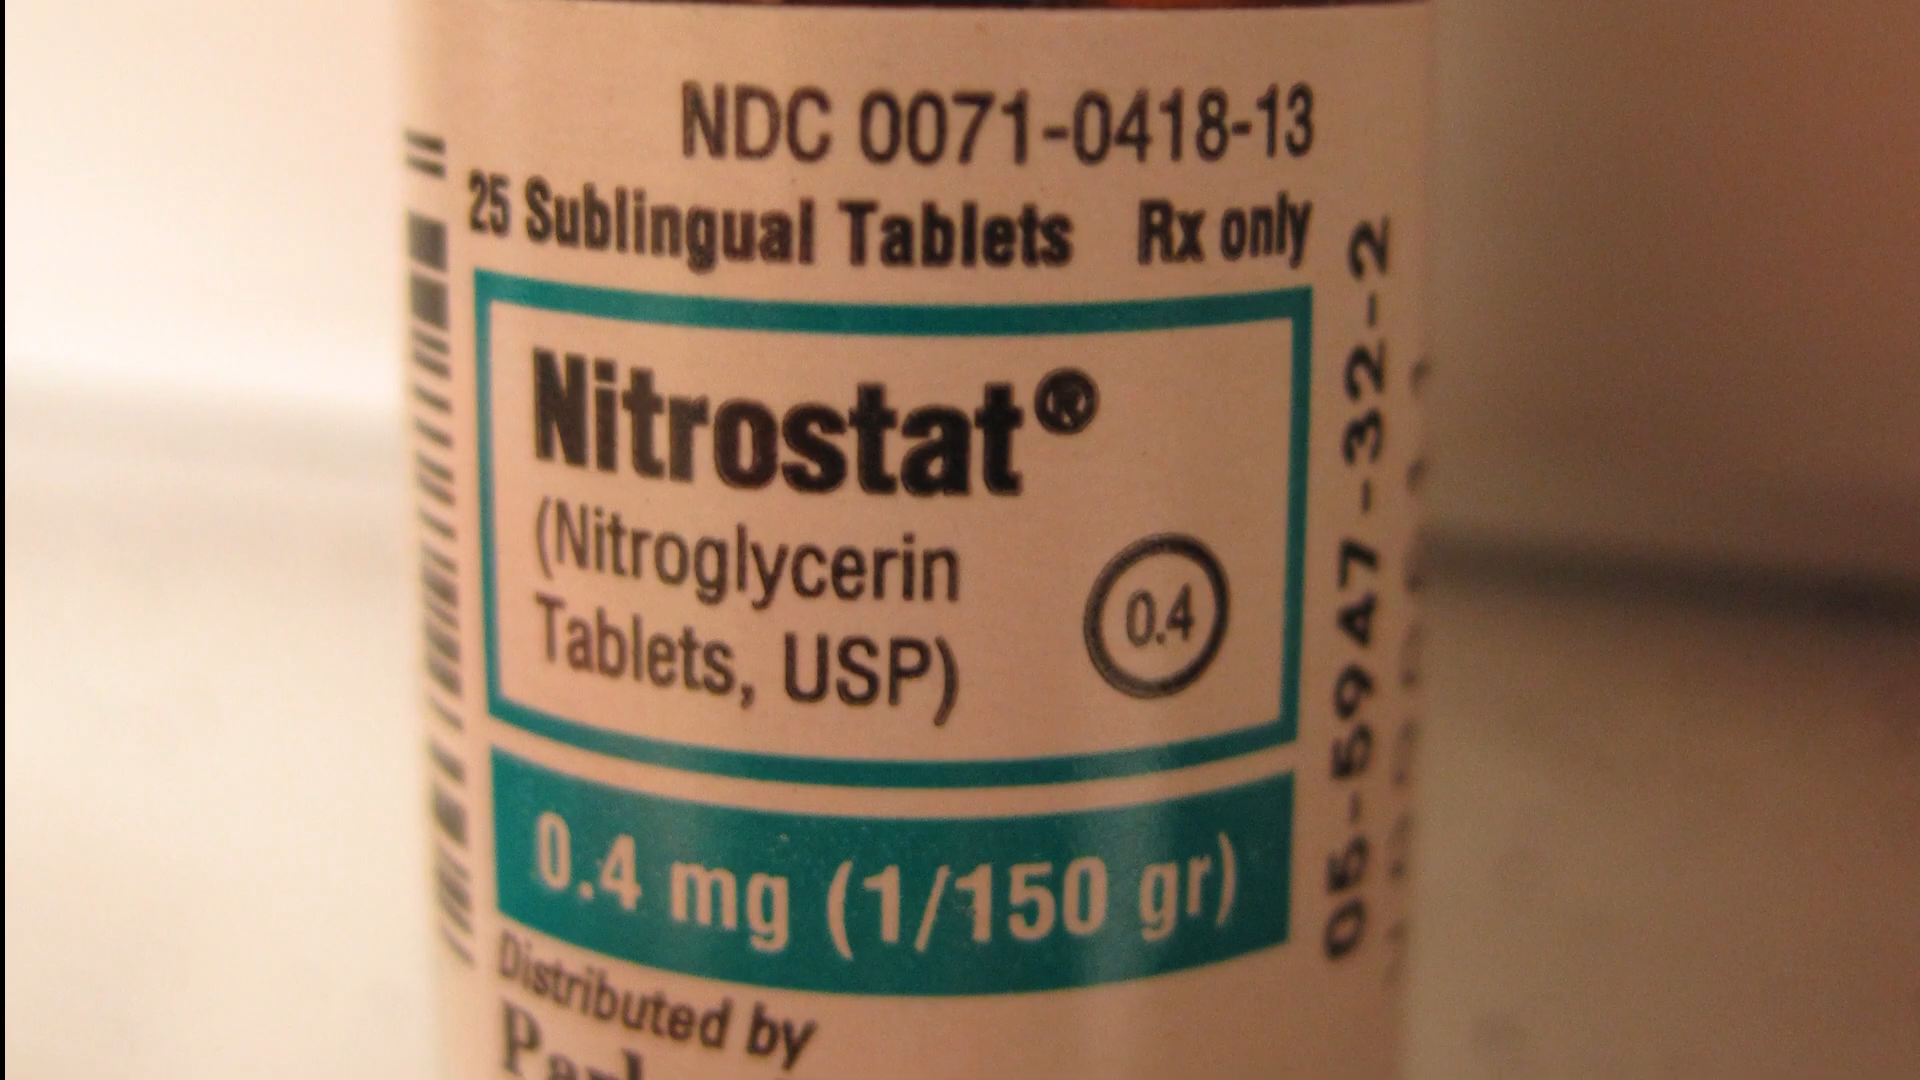 NDC 0071-0418-13
25 Sublingual Tablets Rx only
Nitrostat®
(Nitroglycerin
Tablets, USP)
0.4
0.4 mg (1/150 gr)
Distributed by
05-5947-32-2